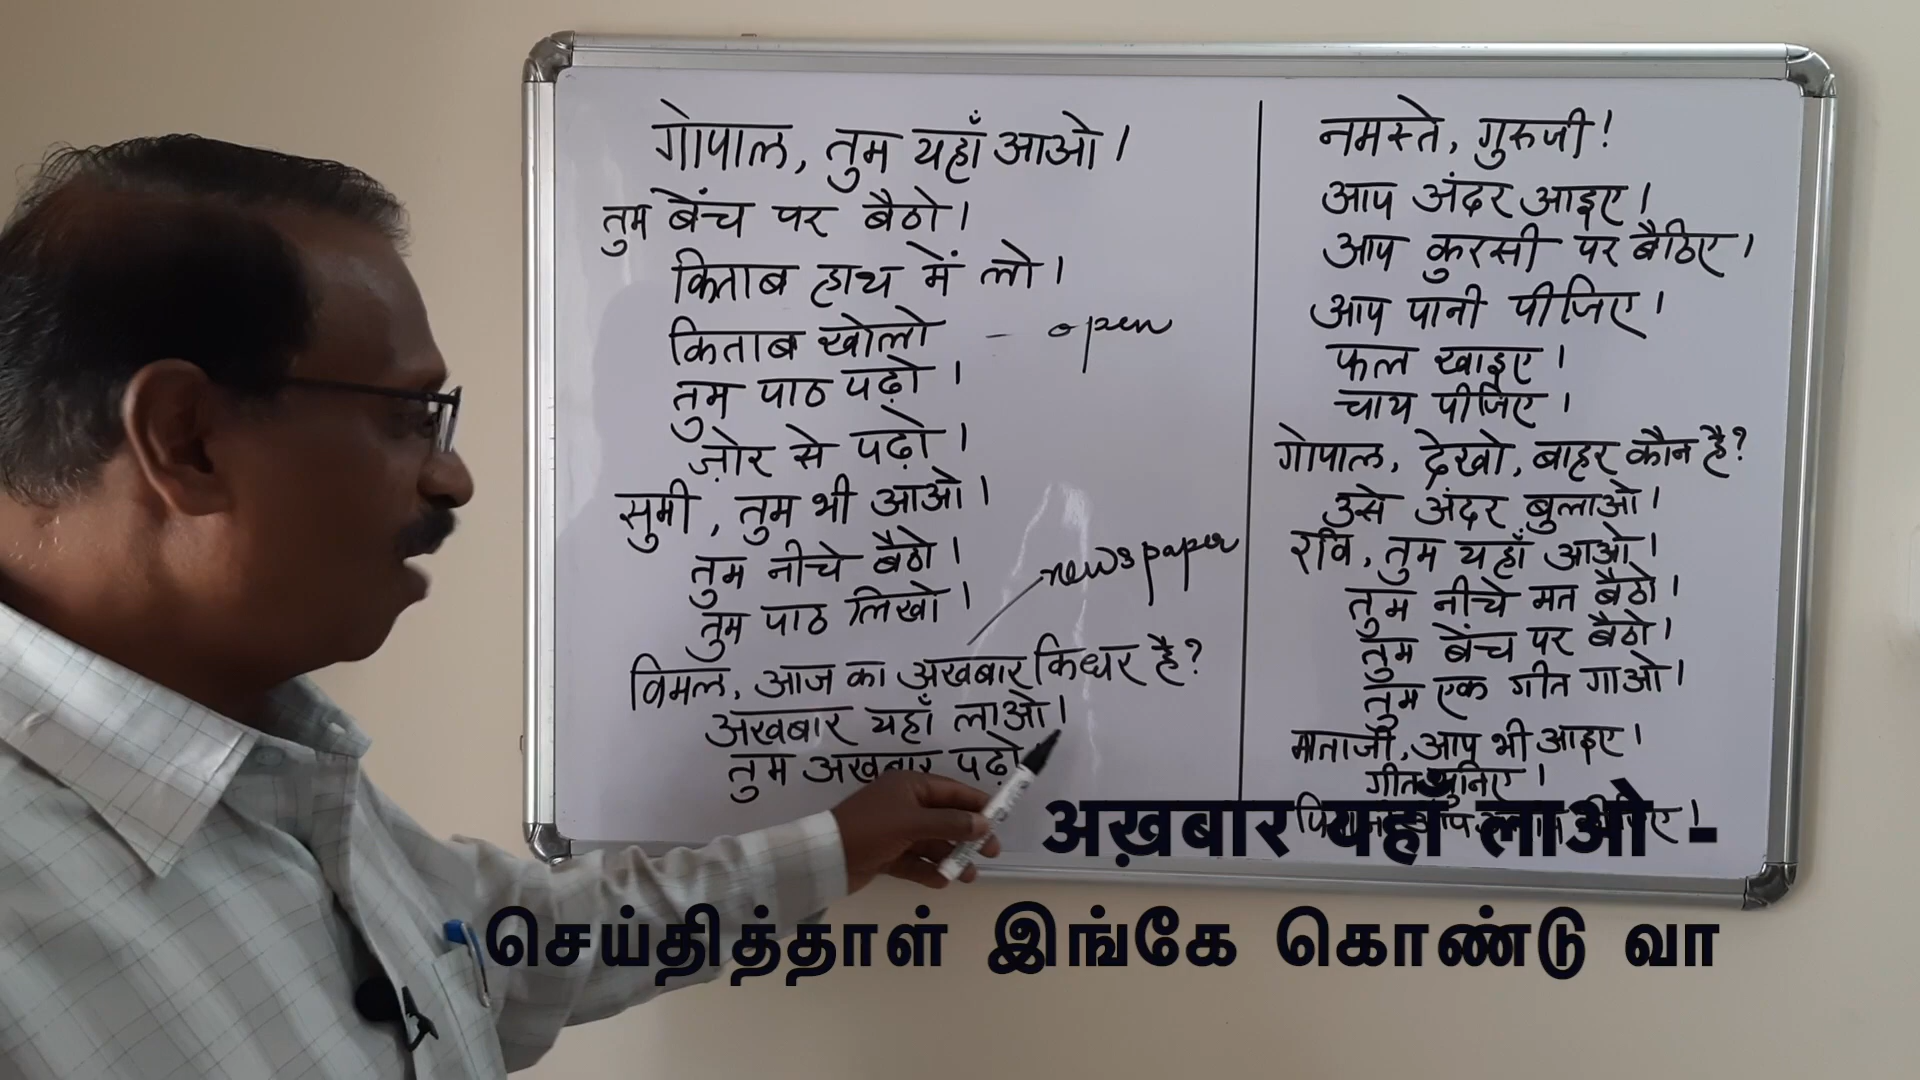 गोपाल, तुम यहाँ आओ।
तुम बेंच पर बैठो।
किताब हाथ में लो।
किताब खोलो - open
तुम पाठ पढ़ो।
ज़ोर से पढ़ो।
सुमी, तुम भी आओ।
तुम नीचे बैठो।
तुम पाठ लिखो।
newspaper
विमल, आज का अखबार किधर है?
अखबार यहाँ लाओ।
तुम अखबार पढ़ो
नमस्ते, गुरुजी!
आप अंदर आइए।
आप कुरसी पर बैठिए।
आप पानी पीजिए।
फल खाइए।
चाय पीजिए।
गोपाल, देखो, बाहर कौन है?
उसे अंदर बुलाओ।
रवि, तुम यहाँ आओ।
तुम नीचे मत बैठो।
तुम बेंच पर बैठो।
तुम एक गीत गाओ।
माताजी, आप भी आइए।
गीत सुनिए।
अख़बार यहाँ लाओ -
செய்தித்தாள் இங்கே கொண்டு வா